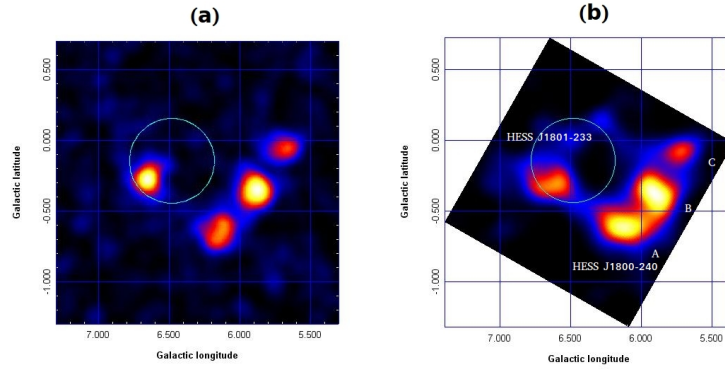 (a)
0.500
0.000
-0.500
-1.000
Galactic latitude
7.000 6.500 6.000 5.500
Galactic longitude
(b)
0.500
0.000
-0.500
-1.000
Galactic latitude
HESS J1801-233
C
B
A
HESS J1800-240
7.000 6.500 6.000 5.500
Galactic longitude